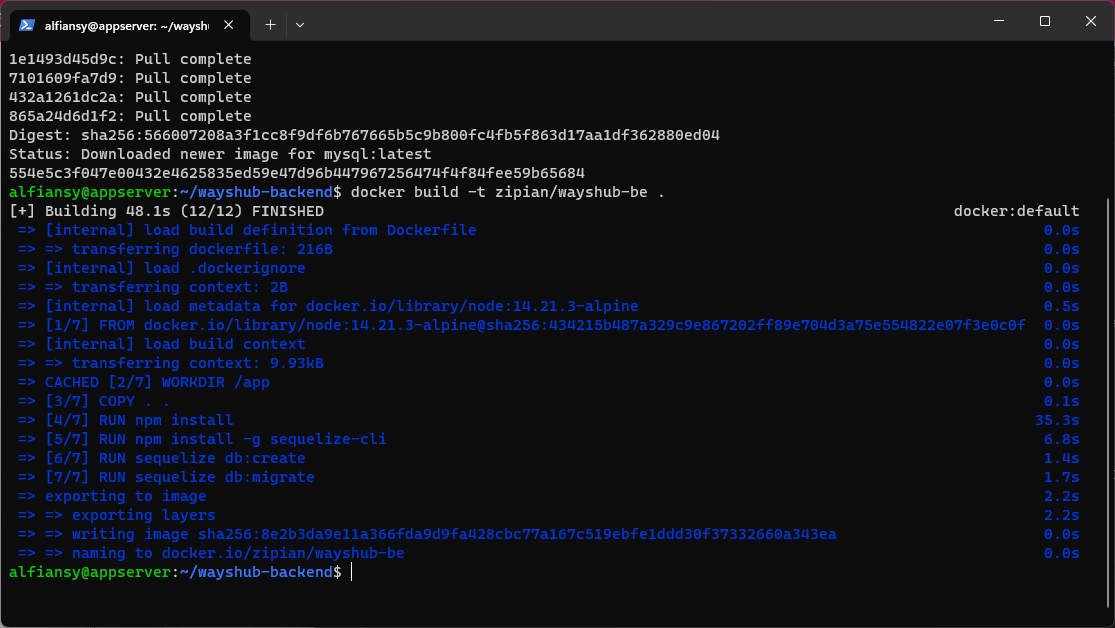 alfiansy@appserver: ~/wayshu
1e1493d45d9c: Pull complete
7101609fa7d9: Pull complete
432a1261dc2a: Pull complete
865a24d6d1f2: Pull complete
Digest: sha256:566007208a3f1cc8f9df6b767665b5c9b800fc4fb5f863d17aa1df362880ed04
Status: Downloaded newer image for mysql:latest
554e5c3f047e00432e4625835ed59e47d96b447967256474f4f84fee59b65684
alfiansy@appserver:~/wayshub-backend$ docker build -t zipian/wayshub-be .
[+] Building 48.1s (12/12) FINISHED docker:default
=> [internal] load build definition from Dockerfile 0.0s
=> => transferring dockerfile: 216B 0.0s
=> [internal] load .dockerignore 0.0s
=> => transferring context: 2B 0.0s
=> [internal] load metadata for docker.io/library/node:14.21.3-alpine 0.5s
=> [1/7] FROM docker.io/library/node:14.21.3-alpine@sha256:434215b487a329c9e867202ff89e704d3a75e554822e07f3e0c0f 0.0s
=> [internal] load build context 0.0s
=> => transferring context: 9.93kB 0.0s
=> CACHED [2/7] WORKDIR /app 0.0s
=> [3/7] COPY . . 0.1s
=> [4/7] RUN npm install 35.3s
=> [5/7] RUN npm install -g sequelize-cli 6.8s
=> [6/7] RUN sequelize db:create 1.4s
=> [7/7] RUN sequelize db:migrate 1.7s
=> exporting to image 2.2s
=> => exporting layers 2.2s
=> => writing image sha256:8e2b3da9e11a366fda9d9fa428cbc77a167c519ebfe1ddd30f37332660a343ea 0.0s
=> => naming to docker.io/zipian/wayshub-be 0.0s
alfiansy@appserver:~/wayshub-backend$